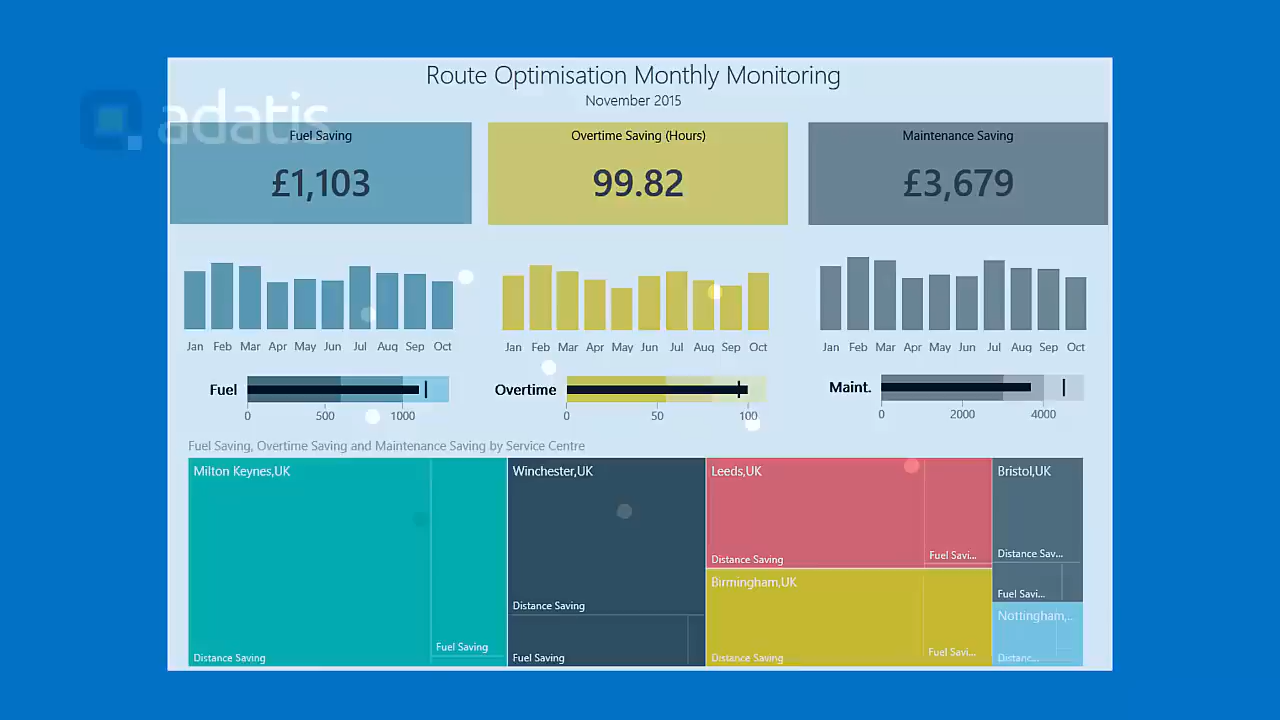 Route Optimisation Monthly Monitoring
November 2015
adatis
Fuel Saving
£1,103
Overtime Saving (Hours)
99.82
Maintenance Saving
£3,679
Jan Feb Mar Apr May Jun Jul Aug Sep Oct
Jan Feb Mar Apr May Jun Jul Aug Sep Oct
Jan Feb Mar Apr May Jun Jul Aug Sep Oct
Fuel
0 500 1000
Overtime
0 50 100
Maint.
0 2000 4000
Fuel Saving, Overtime Saving and Maintenance Saving by Service Centre
Milton Keynes,UK
Distance Saving
Fuel Saving
Winchester,UK
Distance Saving
Fuel Saving
Leeds,UK
Distance Saving
Fuel Savi...
Birmingham,UK
Distance Saving
Fuel Savi...
Bristol,UK
Distance Sav...
Fuel Savi...
Nottingham,..
Distanc...